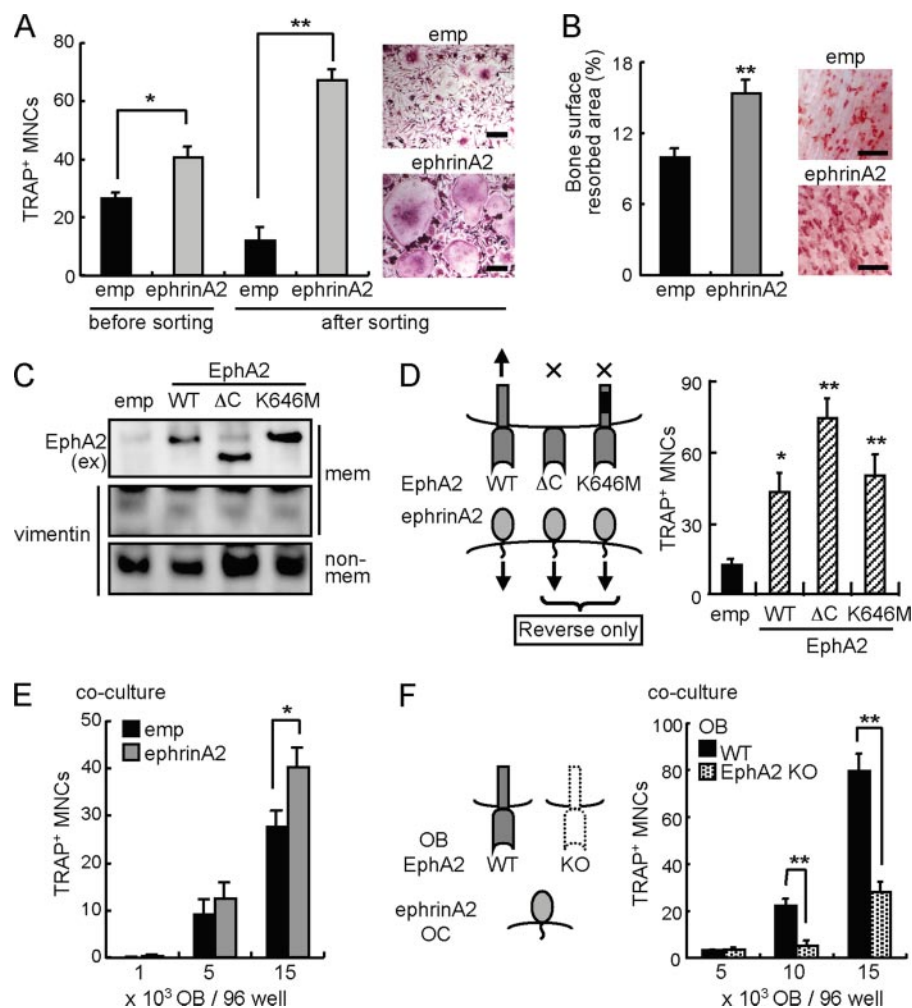 A
TRAP+ MNCs
80
60
40
20
0
*
**
emp
ephrinA2
emp
ephrinA2
before sorting
after sorting
emp
ephrinA2
B
Bone surface
resorbed area (%)
18
12
6
0
**
emp
ephrinA2
emp
ephrinA2
C
EphA2
emp
WT
ΔC
K646M
EphA2
(ex)
mem
vimentin
non-
mem
D
× ×
EphA2
WT
ΔC
K646M
ephrinA2
Reverse only
TRAP+ MNCs
90
60
30
0
*
**
**
emp
WT
ΔC
K646M
EphA2
E
co-culture
emp
ephrinA2
TRAP+ MNCs
50
40
30
20
10
0
*
1
5
15
x 10³ OB / 96 well
F
OB
EphA2
WT
KO
ephrinA2
OC
co-culture
OB
WT
EphA2 KO
TRAP+ MNCs
100
80
60
40
20
0
**
**
5
10
15
x 10³ OB / 96 well